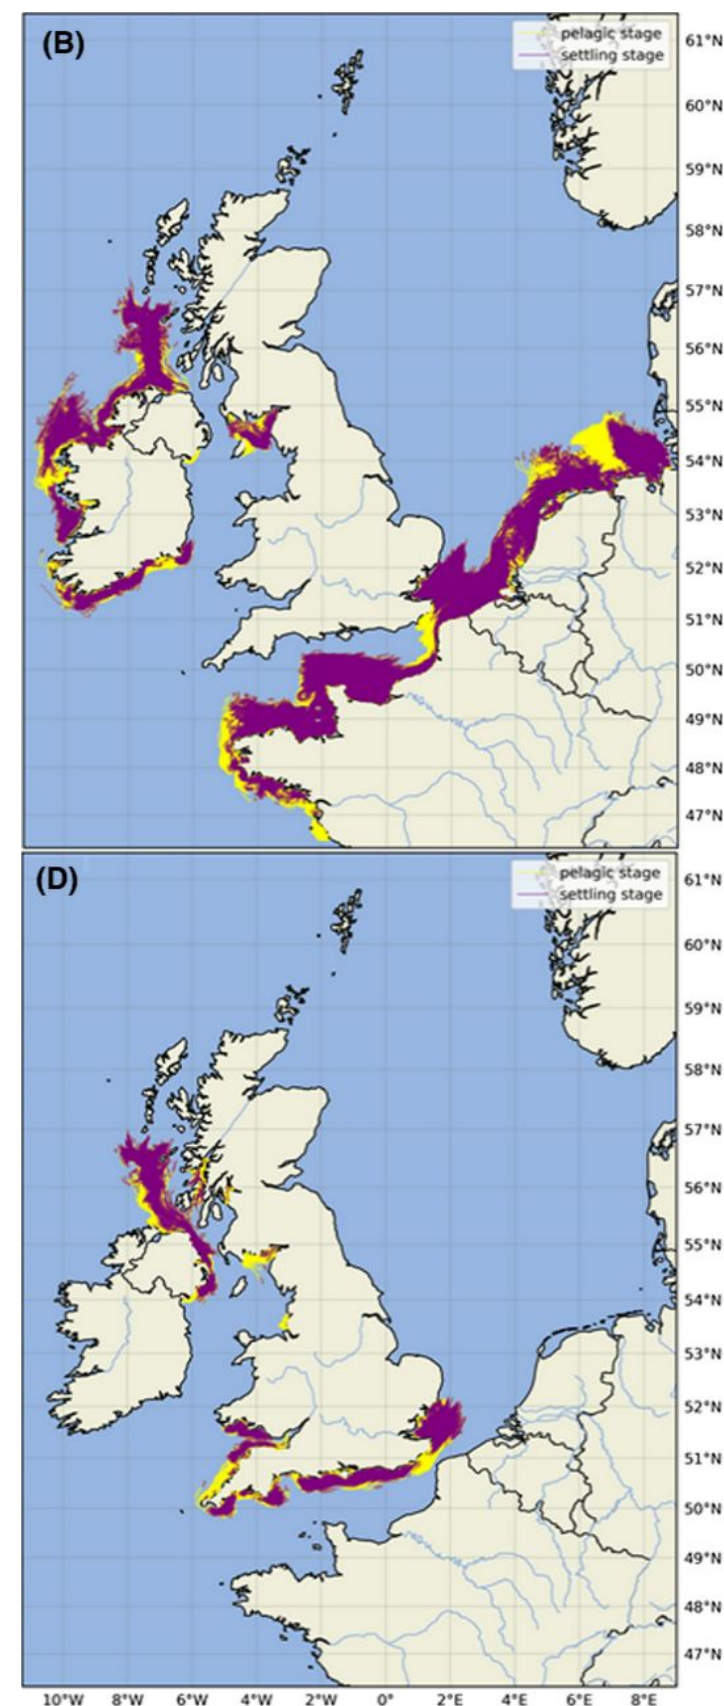 (B)
pelagic stage
settling stage
61°N
60°N
59°N
58°N
57°N
56°N
55°N
54°N
53°N
52°N
51°N
50°N
49°N
48°N
47°N
(D)
pelagic stage
settling stage
61°N
60°N
59°N
58°N
57°N
56°N
55°N
54°N
53°N
52°N
51°N
50°N
49°N
48°N
47°N
10°W 8°W 6°W 4°W 2°W 0° 2°E 4°E 6°E 8°E